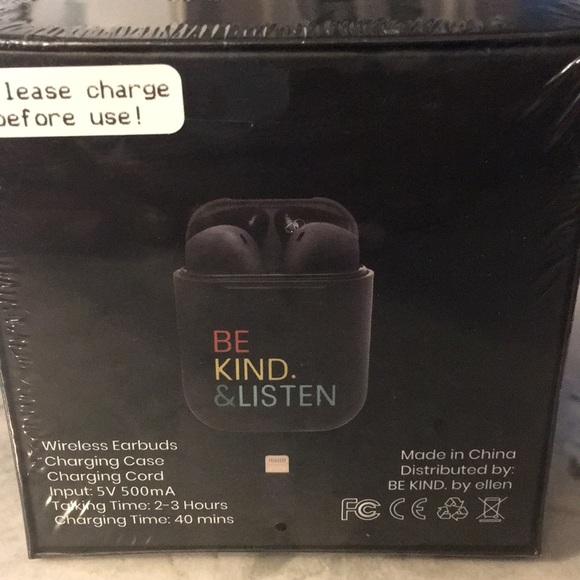 lease charge
efore use!
BE
KIND.
&LISTEN
Wireless Earbuds
Charging Case
Charging Cord
Input: 5V 500mA
Talking Time: 2-3 Hours
Charging Time: 40 mins
Made in China
Distributed by:
BE KIND. by ellen
FC CE